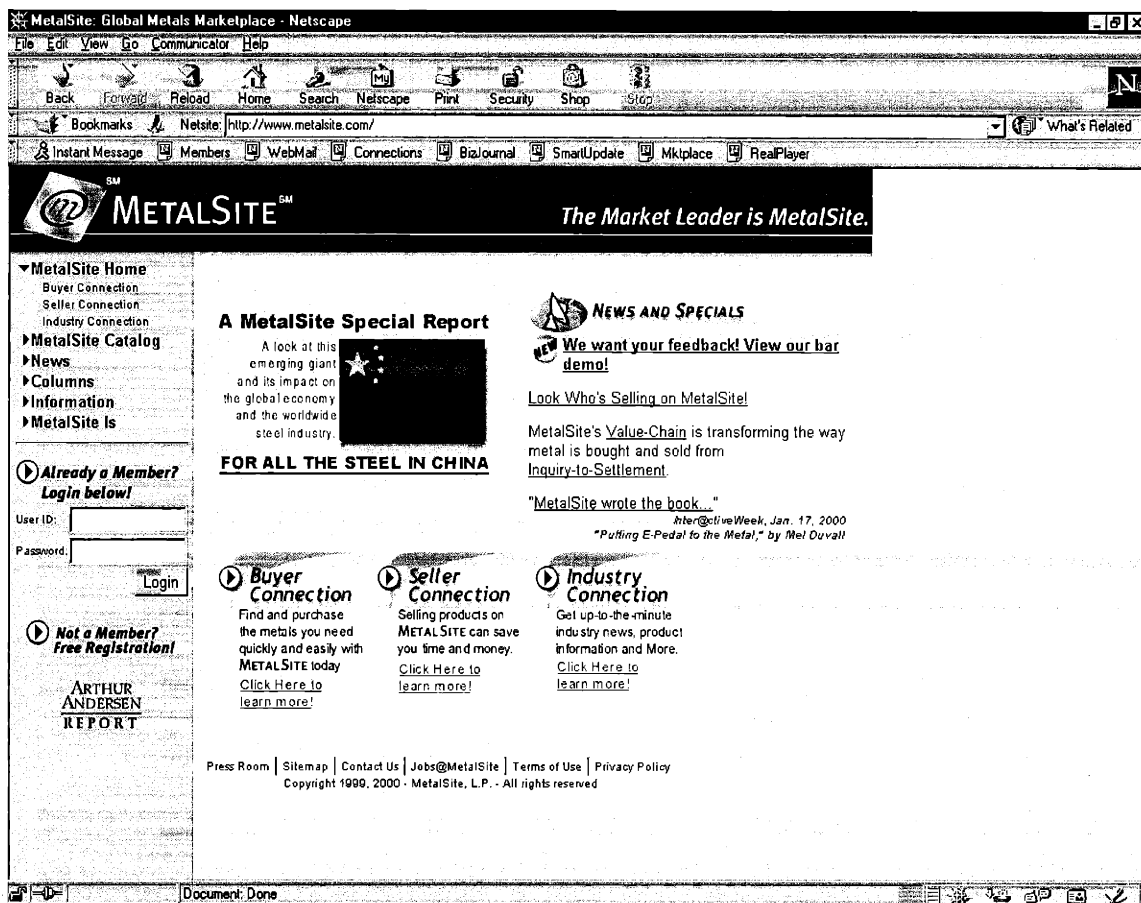 MetalSite: Global Metals Marketplace - Netscape
File Edit View Go Communicator Help
Back Forward Reload Home Search Netscape Print Security Shop Stop
Bookmarks Netsite: http://www.metalsite.com/ What's Related
Instant Message Members WebMail Connections BizJournal SmartUpdate Mktplace RealPlayer
METALSITE SM
SM
The Market Leader is MetalSite.
MetalSite Home
Buyer Connection
Seller Connection
Industry Connection
MetalSite Catalog
News
Columns
Information
MetalSite Is
Already a Member?
Login below!
User ID:
Password:
Login
Not a Member?
Free Registration!
ARTHUR
ANDERSEN
REPORT
A MetalSite Special Report
A look at this
emerging giant
and its impact on
the global economy
and the worldwide
steel industry.
FOR ALL THE STEEL IN CHINA
NEWS AND SPECIALS
NEW We want your feedback! View our bar
demo!
Look Who's Selling on MetalSite!
MetalSite's Value-Chain is transforming the way
metal is bought and sold from
Inquiry-to-Settlement.
"MetalSite wrote the book..."
Inter@ctiveWeek, Jan. 17, 2000
"Putting E-Pedal to the Metal," by Mel Duvall
Buyer
Connection
Find and purchase
the metals you need
quickly and easily with
METALSITE today
Click Here to
learn more!
Seller
Connection
Selling products on
METALSITE can save
you time and money.
Click Here to
learn more!
Industry
Connection
Get up-to-the-minute
industry news, product
information and More.
Click Here to
learn more!
Press Room | Sitemap | Contact Us | Jobs@MetalSite | Terms of Use | Privacy Policy
Copyright 1999, 2000 - MetalSite, L.P. - All rights reserved
Document: Done